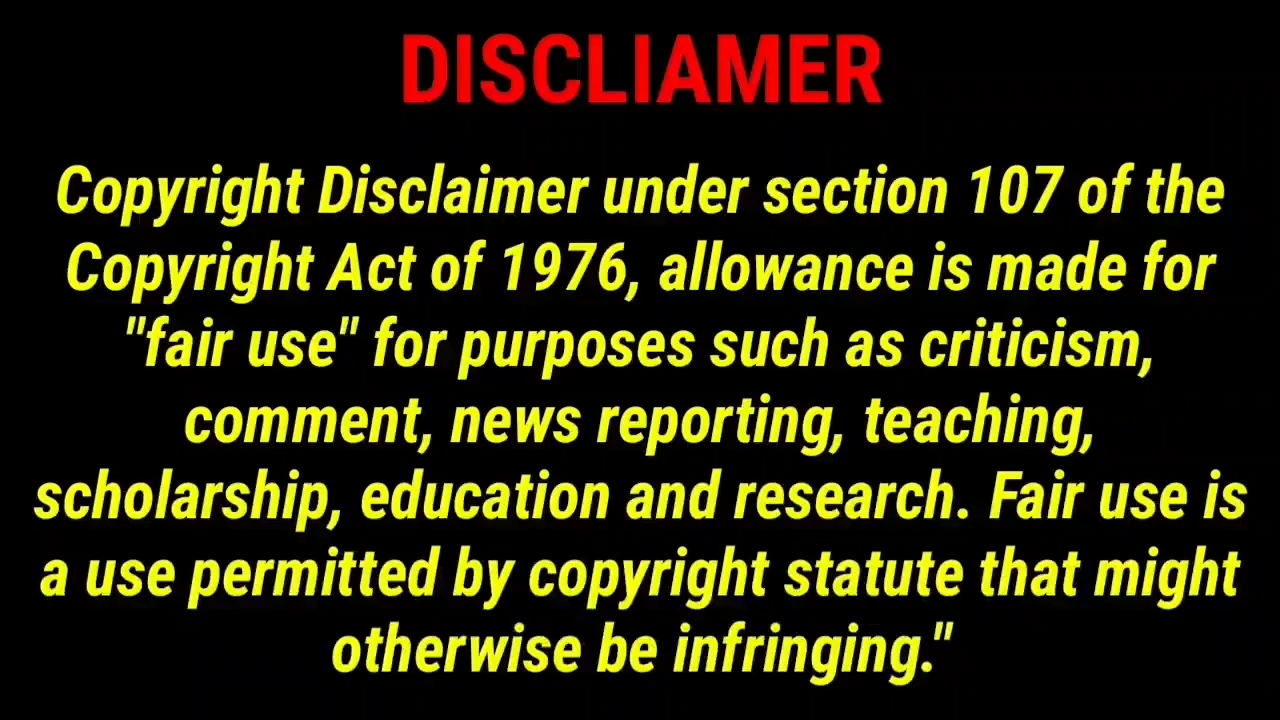 DISCLIAMER
Copyright Disclaimer under section 107 of the
Copyright Act of 1976, allowance is made for
"fair use" for purposes such as criticism,
comment, news reporting, teaching,
scholarship, education and research. Fair use is
a use permitted by copyright statute that might
otherwise be infringing."